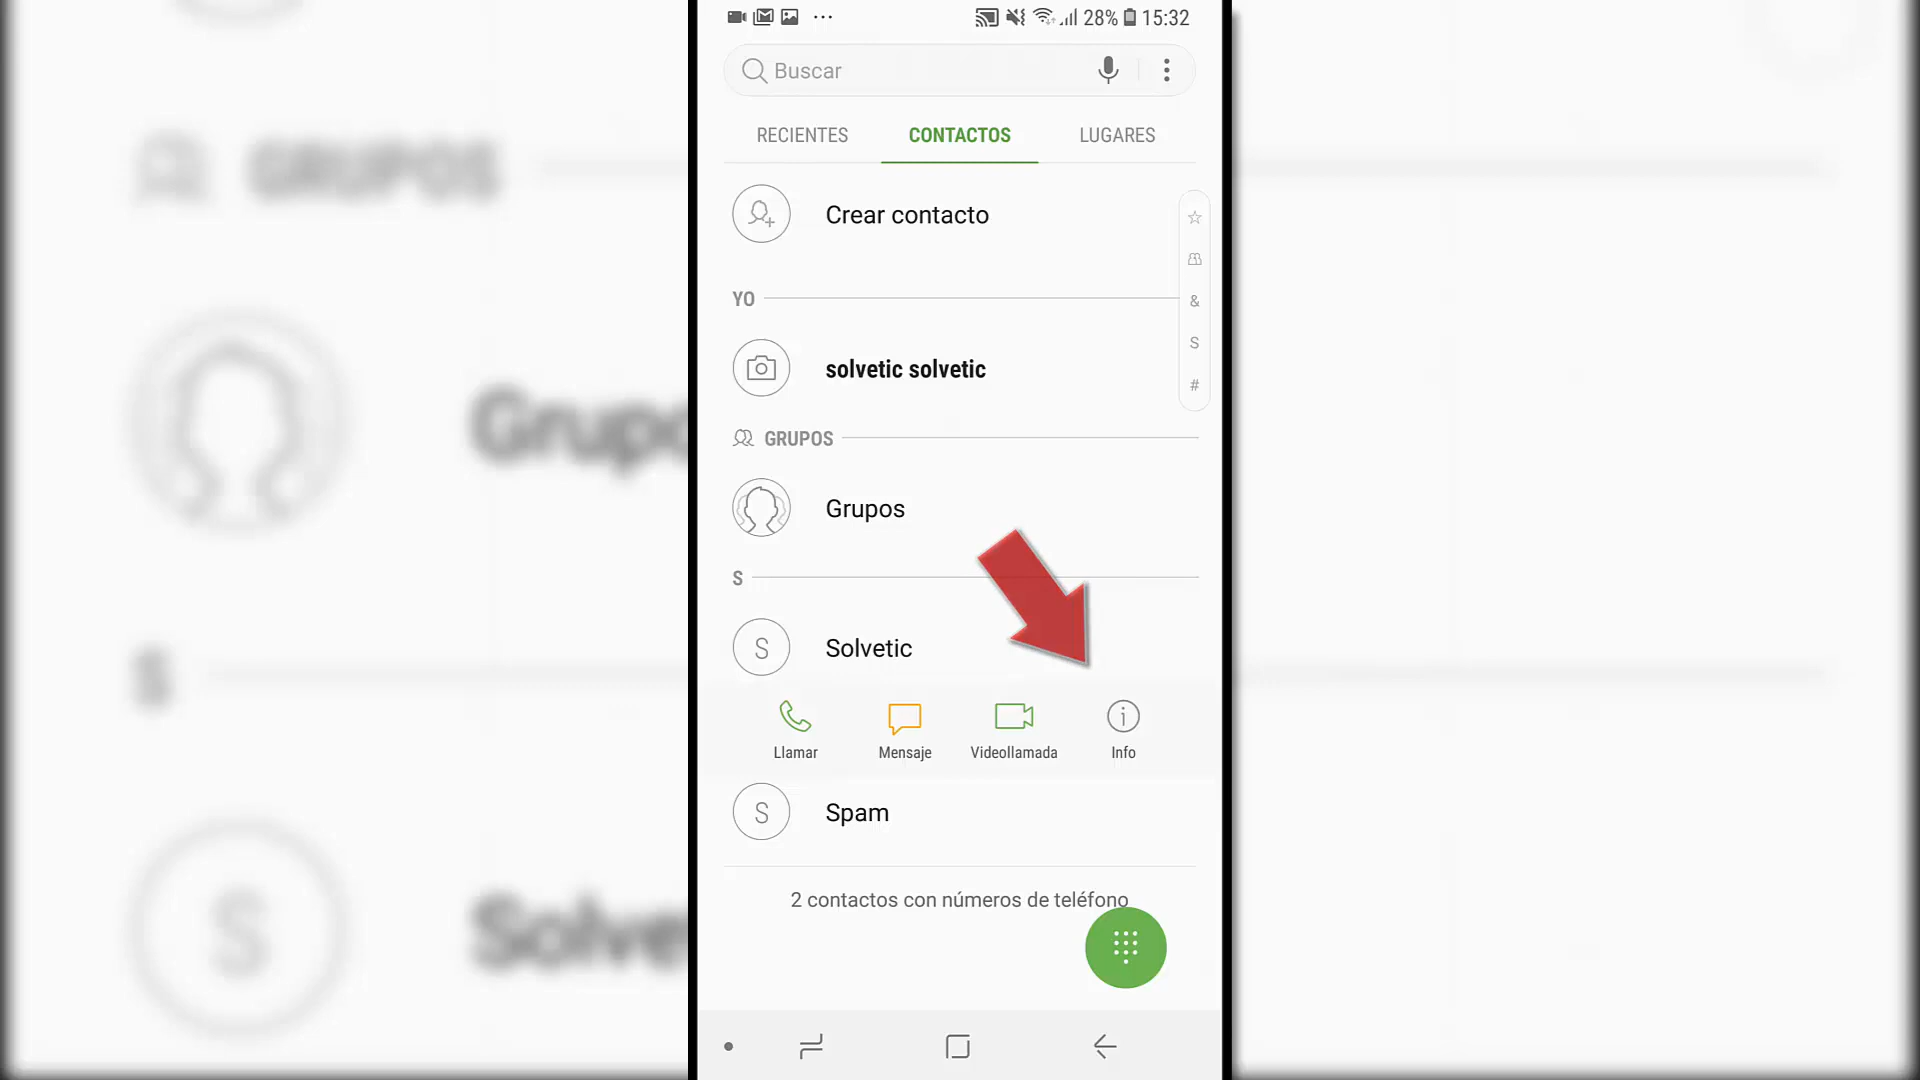 28% 15:32
Buscar
RECIENTES CONTACTOS LUGARES
Crear contacto
YO
solvetic solvetic
&
S
#
GRUPOS
Grupos
S
S Solvetic
Llamar Mensaje Videollamada Info
S Spam
2 contactos con números de teléfono
GRUPOS
Grupo
S
S Solve